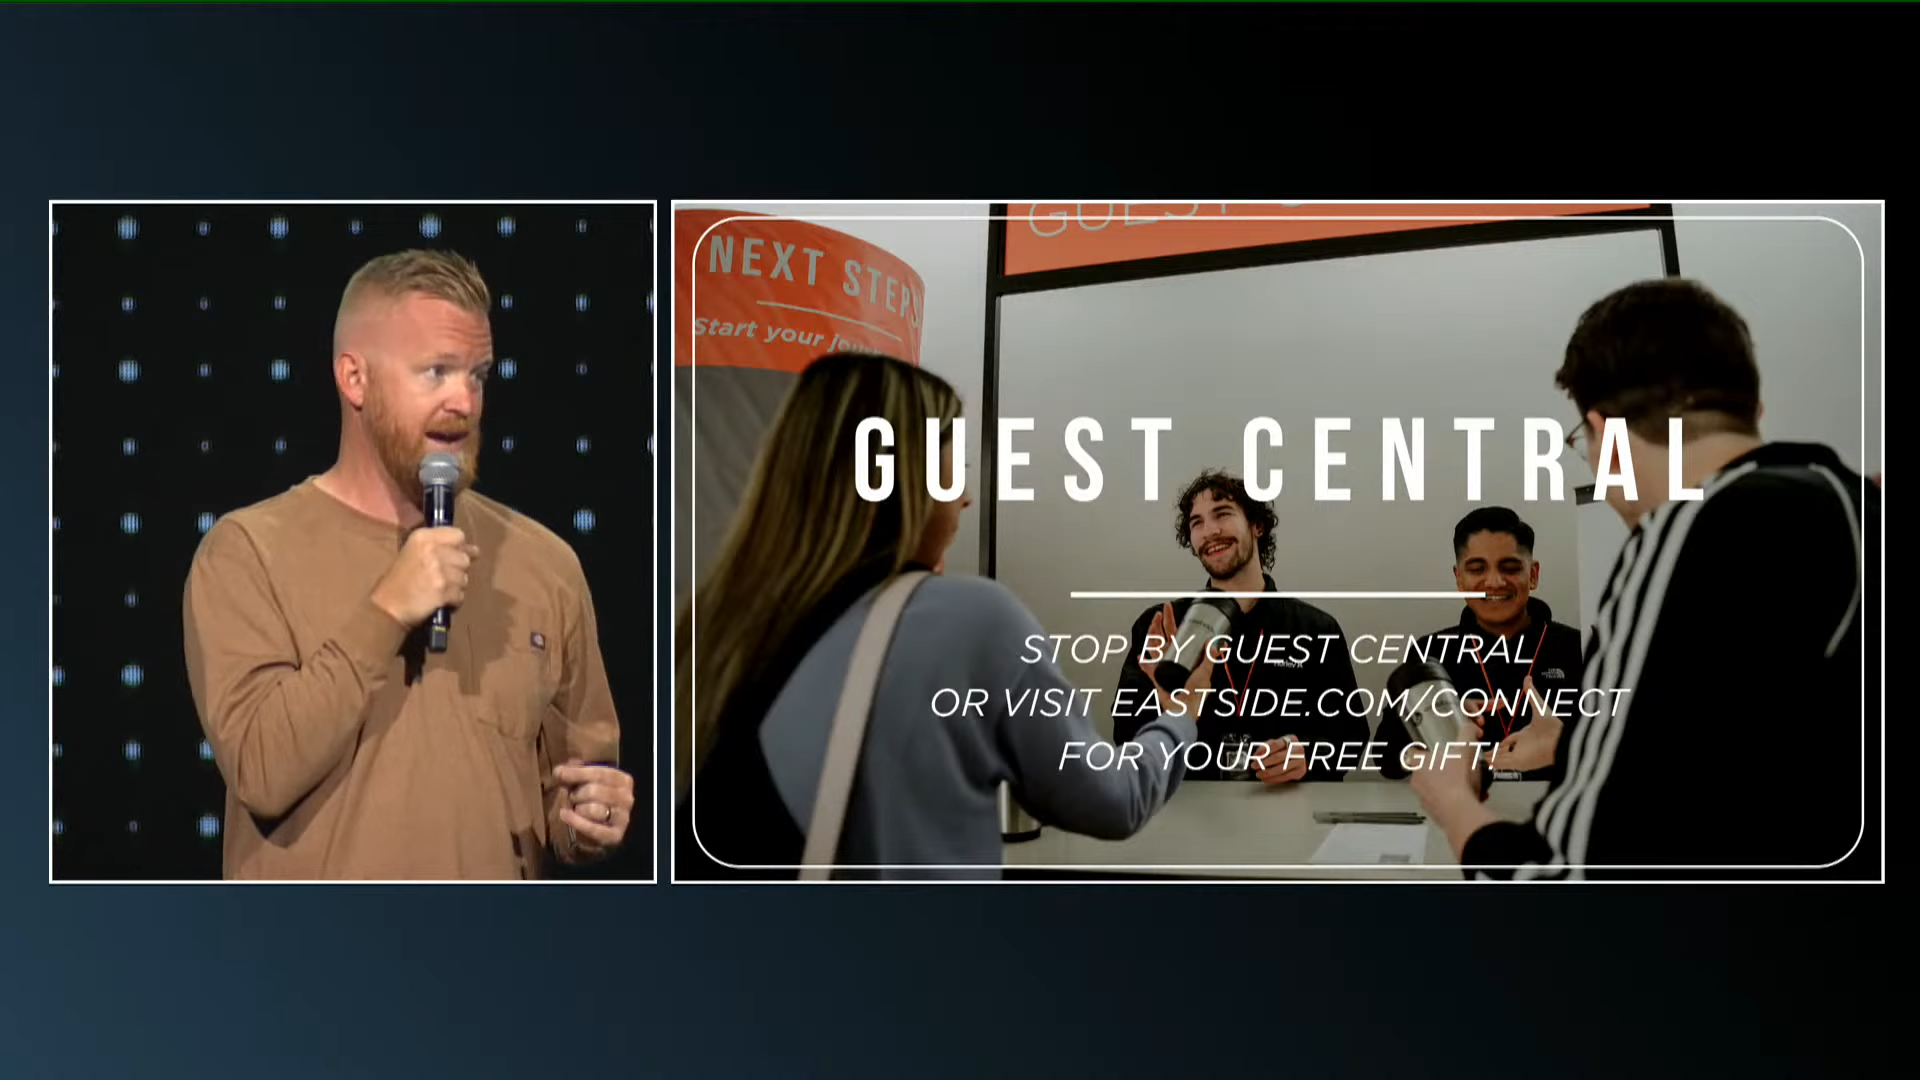 GUEST
NEXT STEPS
Start your
GUEST CENTRAL
STOP BY GUEST CENTRAL
OR VISIT EASTSIDE.COM/CONNECT
FOR YOUR FREE GIFT!